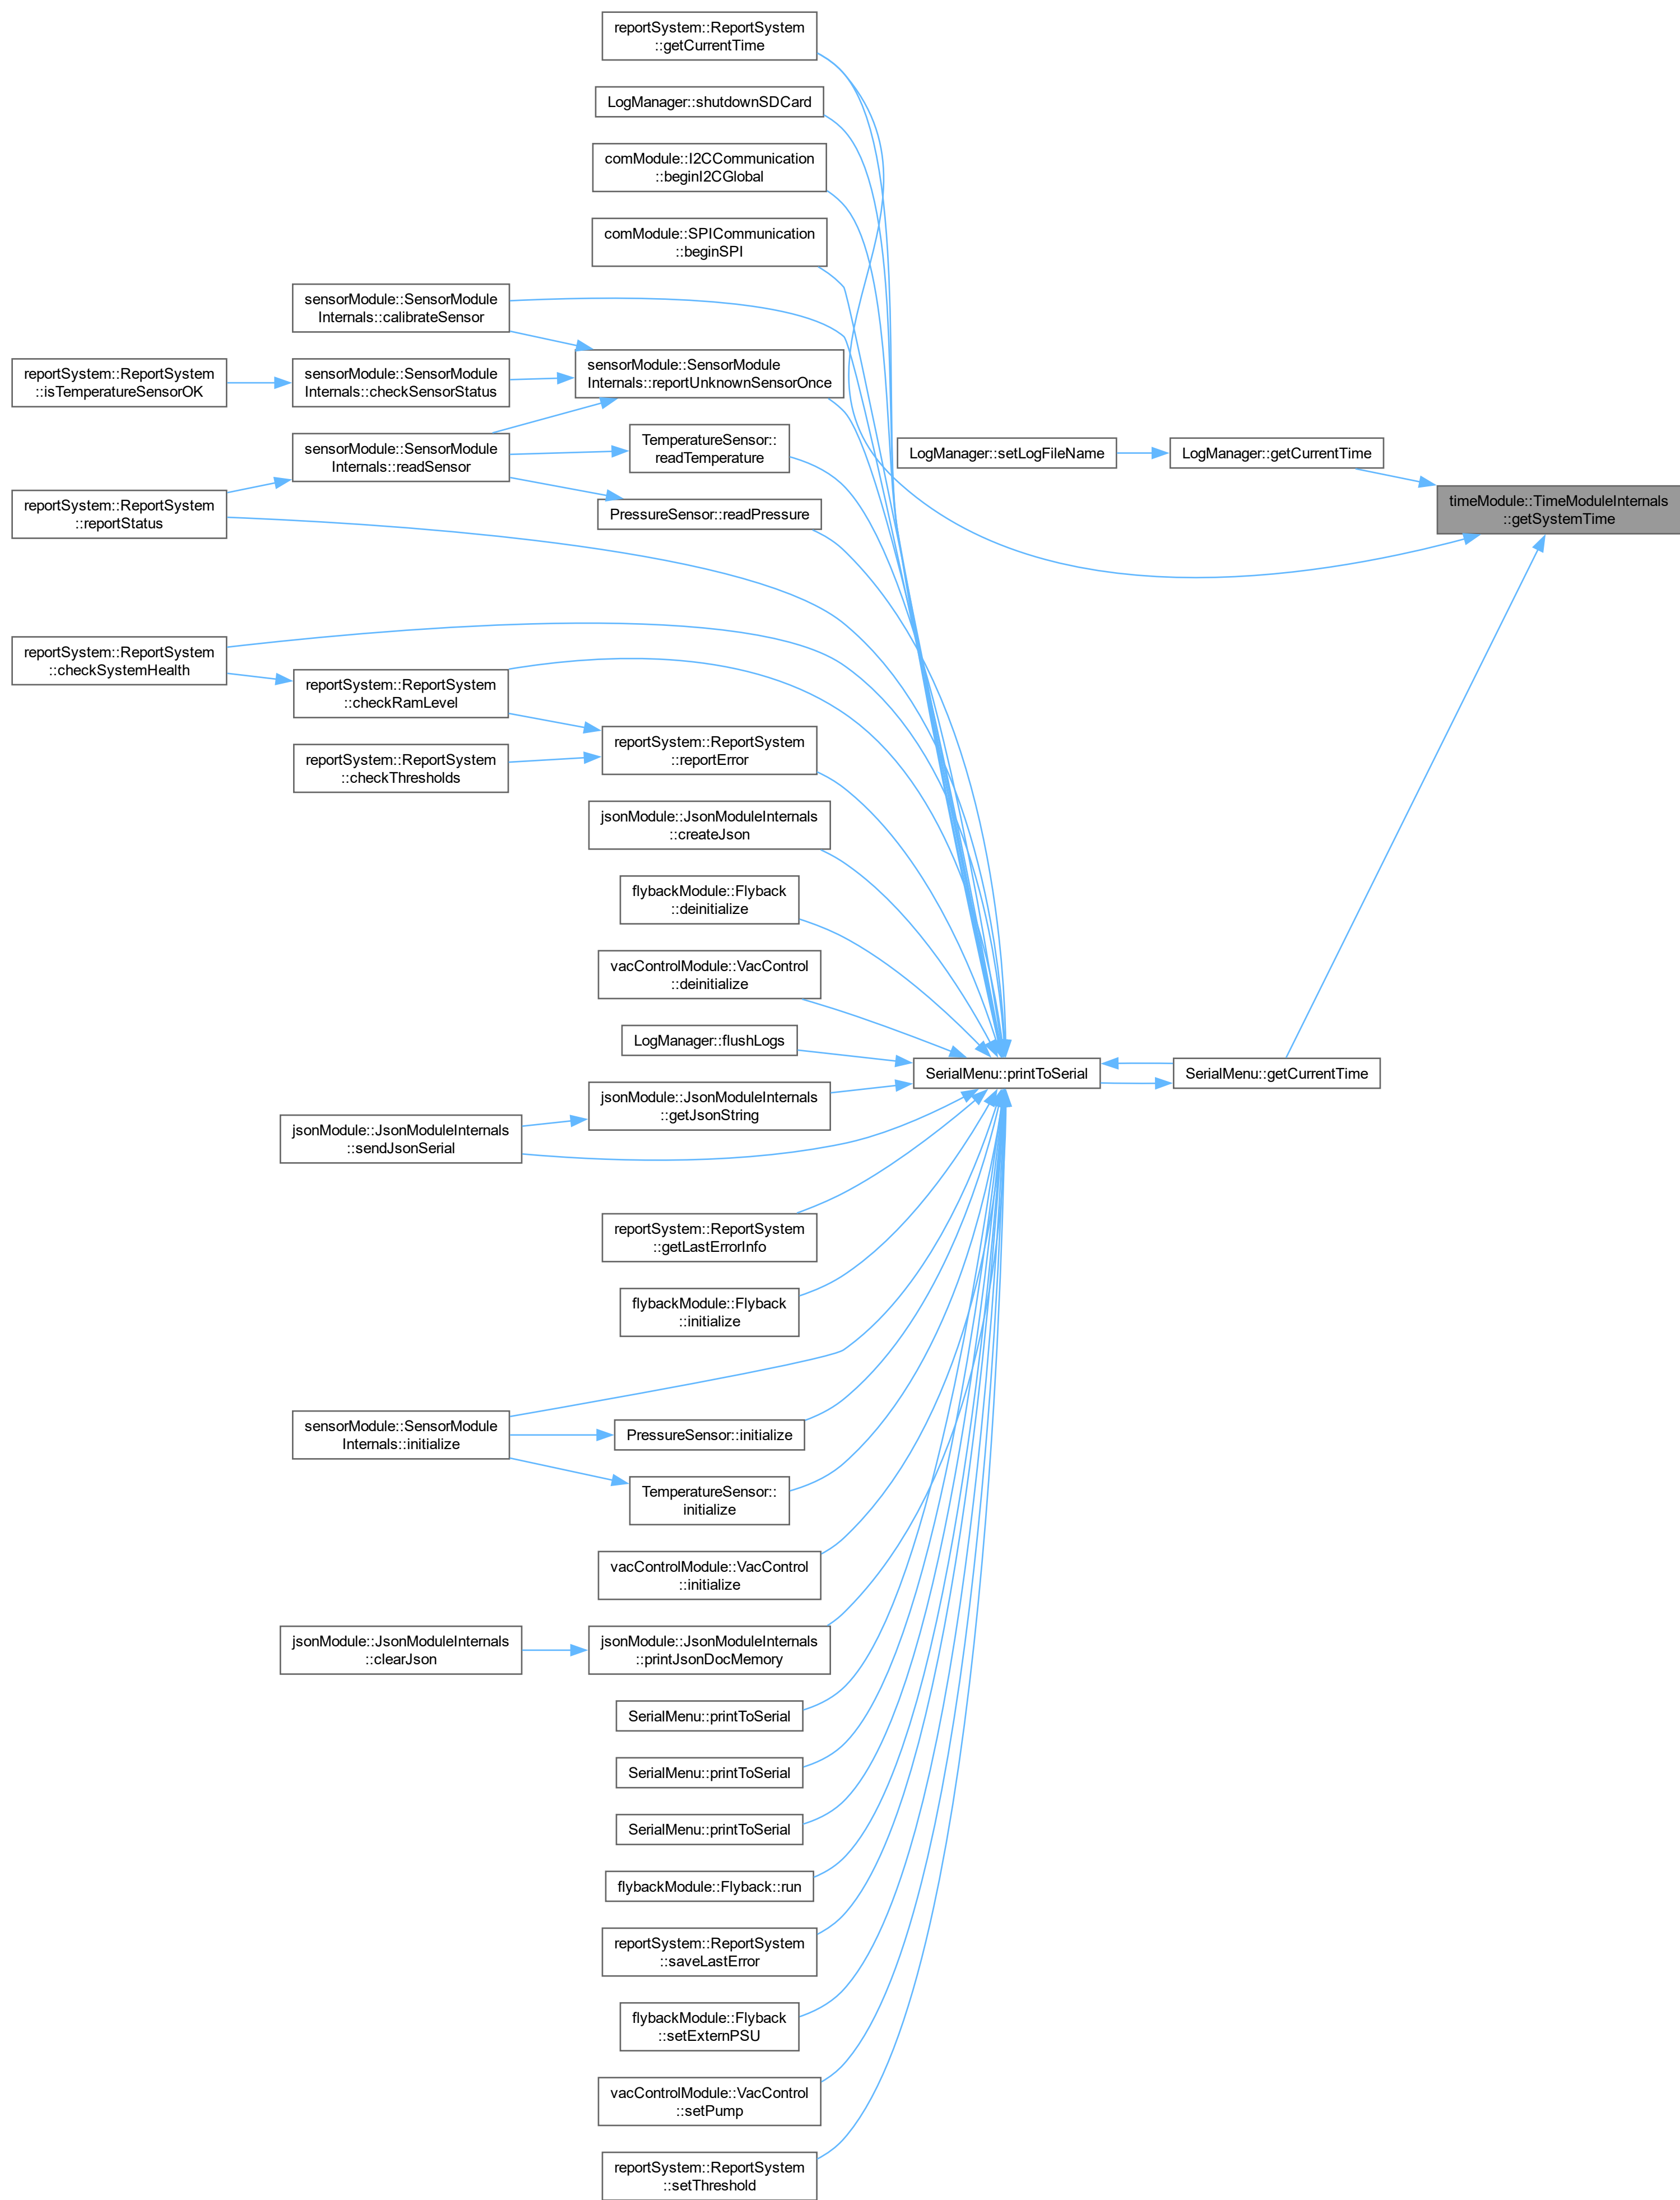 reportSystem::ReportSystem
::getCurrentTime
LogManager::shutdownSDCard
comModule::I2CCommunication
::beginI2CGlobal
comModule::SPICommunication
::beginSPI
sensorModule::SensorModule
Internals::calibrateSensor
sensorModule::SensorModule
Internals::reportUnknownSensorOnce
reportSystem::ReportSystem
::isTemperatureSensorOK
sensorModule::SensorModule
Internals::checkSensorStatus
sensorModule::SensorModule
Internals::readSensor
TemperatureSensor::
readTemperature
LogManager::setLogFileName
LogManager::getCurrentTime
reportSystem::ReportSystem
::reportStatus
PressureSensor::readPressure
timeModule::TimeModuleInternals
::getSystemTime
reportSystem::ReportSystem
::checkSystemHealth
reportSystem::ReportSystem
::checkRamLevel
reportSystem::ReportSystem
::reportError
reportSystem::ReportSystem
::checkThresholds
jsonModule::JsonModuleInternals
::createJson
flybackModule::Flyback
::deinitialize
vacControlModule::VacControl
::deinitialize
LogManager::flushLogs
SerialMenu::printToSerial
SerialMenu::getCurrentTime
jsonModule::JsonModuleInternals
::getJsonString
jsonModule::JsonModuleInternals
::sendJsonSerial
reportSystem::ReportSystem
::getLastErrorInfo
flybackModule::Flyback
::initialize
sensorModule::SensorModule
Internals::initialize
PressureSensor::initialize
TemperatureSensor::
initialize
vacControlModule::VacControl
::initialize
jsonModule::JsonModuleInternals
::clearJson
jsonModule::JsonModuleInternals
::printJsonDocMemory
SerialMenu::printToSerial
SerialMenu::printToSerial
SerialMenu::printToSerial
flybackModule::Flyback::run
reportSystem::ReportSystem
::saveLastError
flybackModule::Flyback
::setExternPSU
vacControlModule::VacControl
::setPump
reportSystem::ReportSystem
::setThreshold